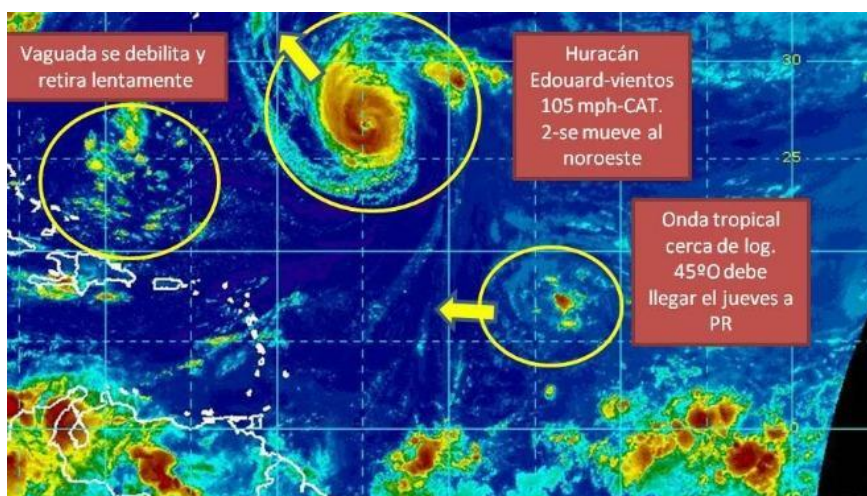 Vaguada se debilita y
retira lentamente
Huracán
Edouard-vientos
105 mph-CAT.
2-se mueve al
noroeste
30
25
Onda tropical
cerca de log.
45ºO debe
llegar el jueves a
PR